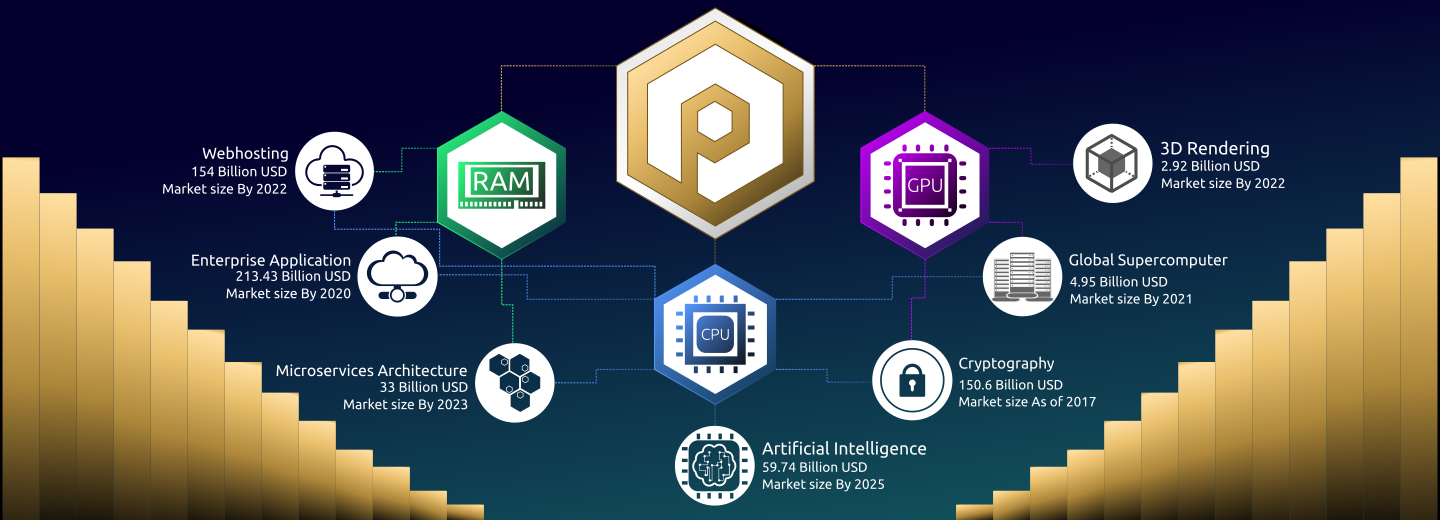 RAM
GPU
CPU
Webhosting
154 Billion USD
Market size By 2022
Enterprise Application
213.43 Billion USD
Market size By 2020
Microservices Architecture
33 Billion USD
Market size By 2023
3D Rendering
2.92 Billion USD
Market size By 2022
Global Supercomputer
4.95 Billion USD
Market size By 2021
Cryptography
150.6 Billion USD
Market size As of 2017
Artificial Intelligence
59.74 Billion USD
Market size By 2025